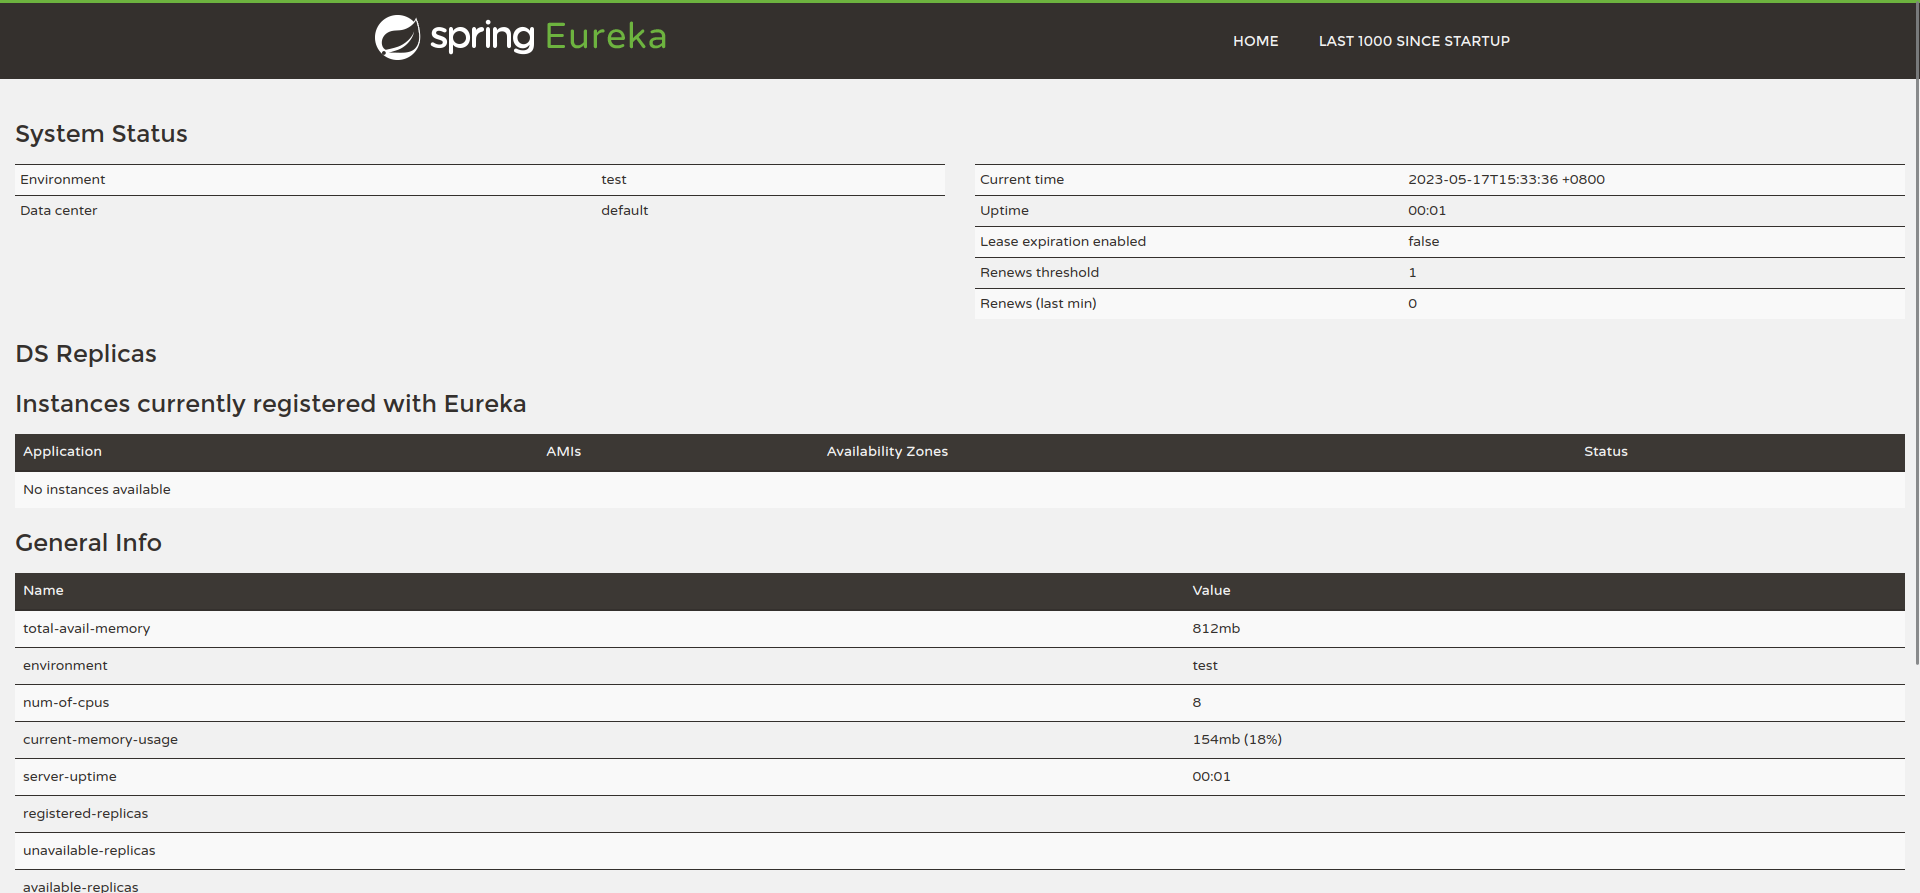 spring Eureka
HOME LAST 1000 SINCE STARTUP
System Status
Environment test
Data center default
Current time 2023-05-17T15:33:36 +0800
Uptime 00:01
Lease expiration enabled false
Renews threshold 1
Renews (last min) 0
DS Replicas
Instances currently registered with Eureka
Application AMIs Availability Zones Status
No instances available
General Info
Name Value
total-avail-memory 812mb
environment test
num-of-cpus 8
current-memory-usage 154mb (18%)
server-uptime 00:01
registered-replicas
unavailable-replicas
available-replicas